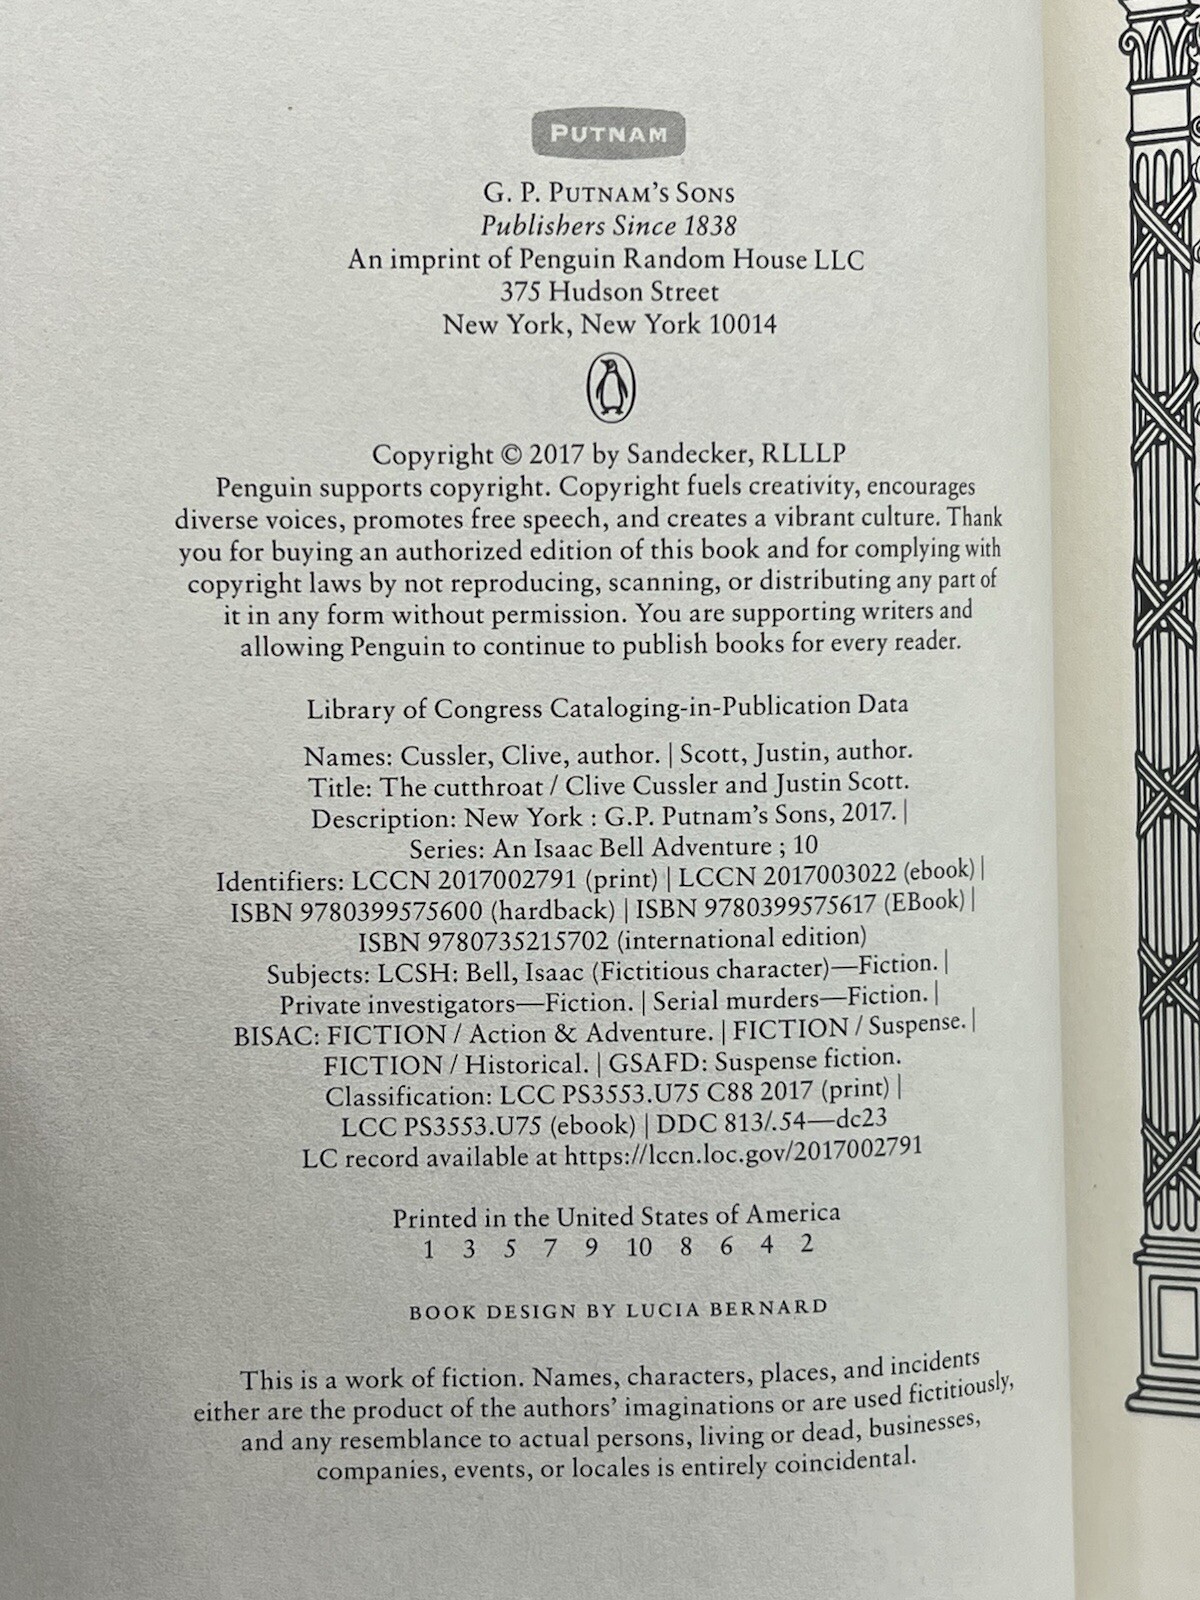 PUTNAM
G. P. PUTNAM'S SONS
Publishers Since 1838
An imprint of Penguin Random House LLC
375 Hudson Street
New York, New York 10014
Copyright © 2017 by Sandecker, RLLLP
Penguin supports copyright. Copyright fuels creativity, encourages
diverse voices, promotes free speech, and creates a vibrant culture. Thank
you for buying an authorized edition of this book and for complying with
copyright laws by not reproducing, scanning, or distributing any part of
it in any form without permission. You are supporting writers and
allowing Penguin to continue to publish books for every reader.
Library of Congress Cataloging-in-Publication Data
Names: Cussler, Clive, author. | Scott, Justin, author.
Title: The cutthroat / Clive Cussler and Justin Scott.
Description: New York : G.P. Putnam's Sons, 2017. |
Series: An Isaac Bell Adventure ; 10
Identifiers: LCCN 2017002791 (print) | LCCN 2017003022 (ebook) |
ISBN 9780399575600 (hardback) | ISBN 9780399575617 (EBook) |
ISBN 9780735215702 (international edition)
Subjects: LCSH: Bell, Isaac (Fictitious character)—Fiction. |
Private investigators—Fiction. | Serial murders—Fiction. |
BISAC: FICTION / Action & Adventure. | FICTION / Suspense. |
FICTION / Historical. | GSAFD: Suspense fiction.
Classification: LCC PS3553.U75 C88 2017 (print) |
LCC PS3553.U75 (ebook) | DDC 813/.54—dc23
LC record available at https://lccn.loc.gov/2017002791
Printed in the United States of America
1 3 5 7 9 10 8 6 4 2
BOOK DESIGN BY LUCIA BERNARD
This is a work of fiction. Names, characters, places, and incidents
either are the product of the authors' imaginations or are used fictitiously,
and any resemblance to actual persons, living or dead, businesses,
companies, events, or locales is entirely coincidental.